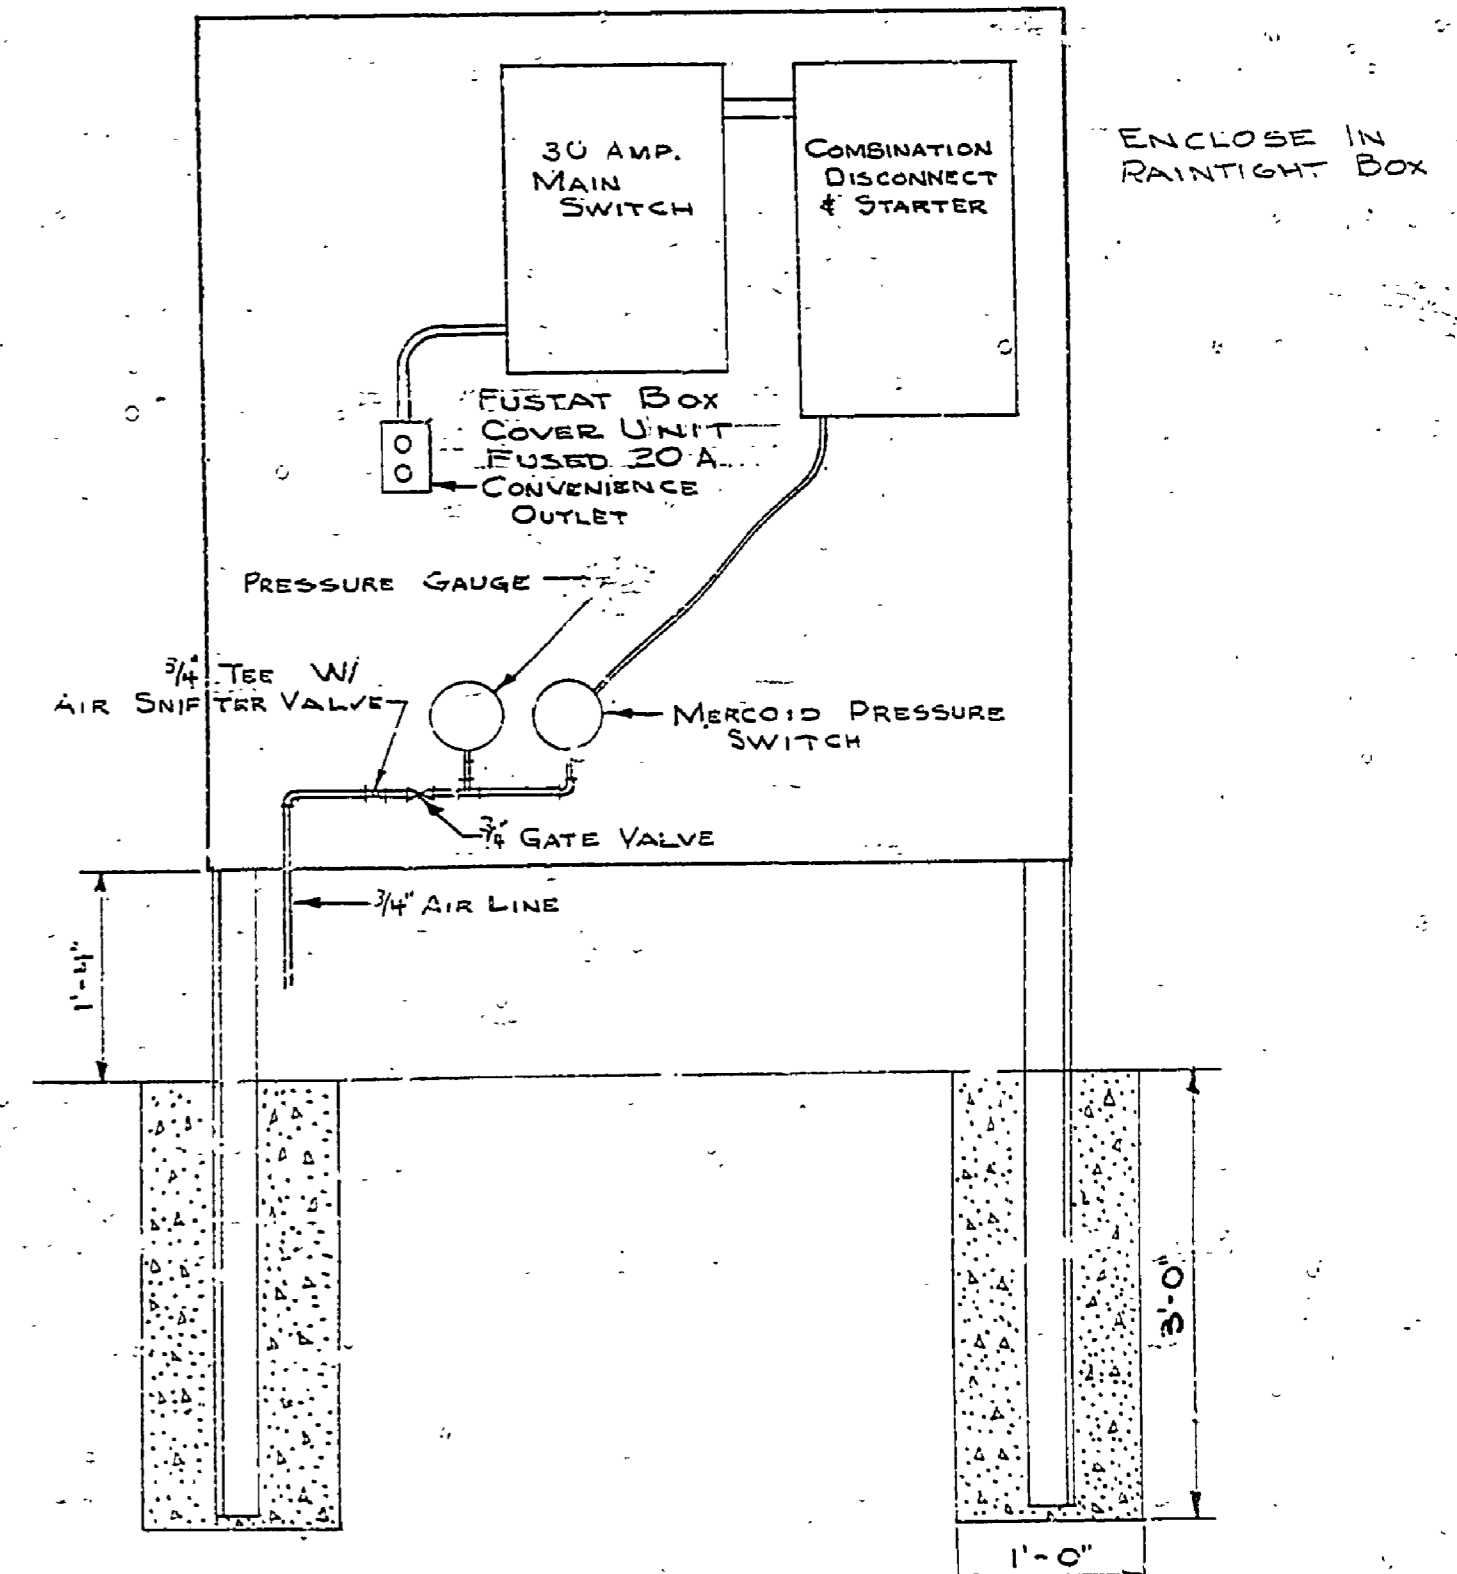 30 AMP.
MAIN
SWITCH
COMBINATION
DISCONNECT
& STARTER
ENCLOSE IN
RAINTIGHT BOX
FUSTAT BOX
COVER UNIT
FUSED 20 A.
CONVENIENCE
OUTLET
PRESSURE GAUGE
3/4" TEE W/
AIR SNIFTER VALVE
MERCOID PRESSURE
SWITCH
3/4" GATE VALVE
3/4" AIR LINE
1'-4"
3'-0"
1'-0"